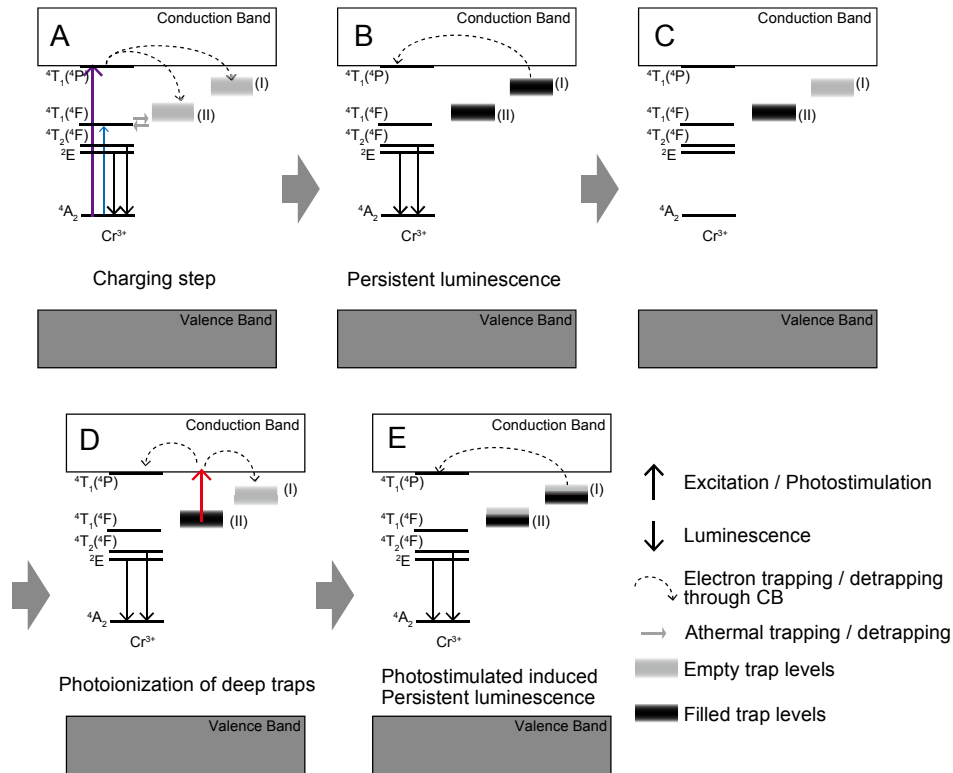 A
Conduction Band
⁴T₁(⁴P)
(I)
⁴T₁(⁴F)
(II)
⁴T₂(⁴F)
²E
⁴A₂
Cr³⁺
Charging step
Valence Band
B
Conduction Band
⁴T₁(⁴P)
(I)
⁴T₁(⁴F)
(II)
⁴T₂(⁴F)
²E
⁴A₂
Cr³⁺
Persistent luminescence
Valence Band
C
Conduction Band
⁴T₁(⁴P)
(I)
⁴T₁(⁴F)
(II)
⁴T₂(⁴F)
²E
⁴A₂
Cr³⁺
Valence Band
D
Conduction Band
⁴T₁(⁴P)
(I)
⁴T₁(⁴F)
(II)
⁴T₂(⁴F)
²E
⁴A₂
Cr³⁺
Photoionization of deep traps
Valence Band
E
Conduction Band
⁴T₁(⁴P)
(I)
⁴T₁(⁴F)
(II)
⁴T₂(⁴F)
²E
⁴A₂
Cr³⁺
Photostimulated induced
Persistent luminescence
Valence Band
Excitation / Photostimulation
Luminescence
Electron trapping / detrapping
through CB
Athermal trapping / detrapping
Empty trap levels
Filled trap levels